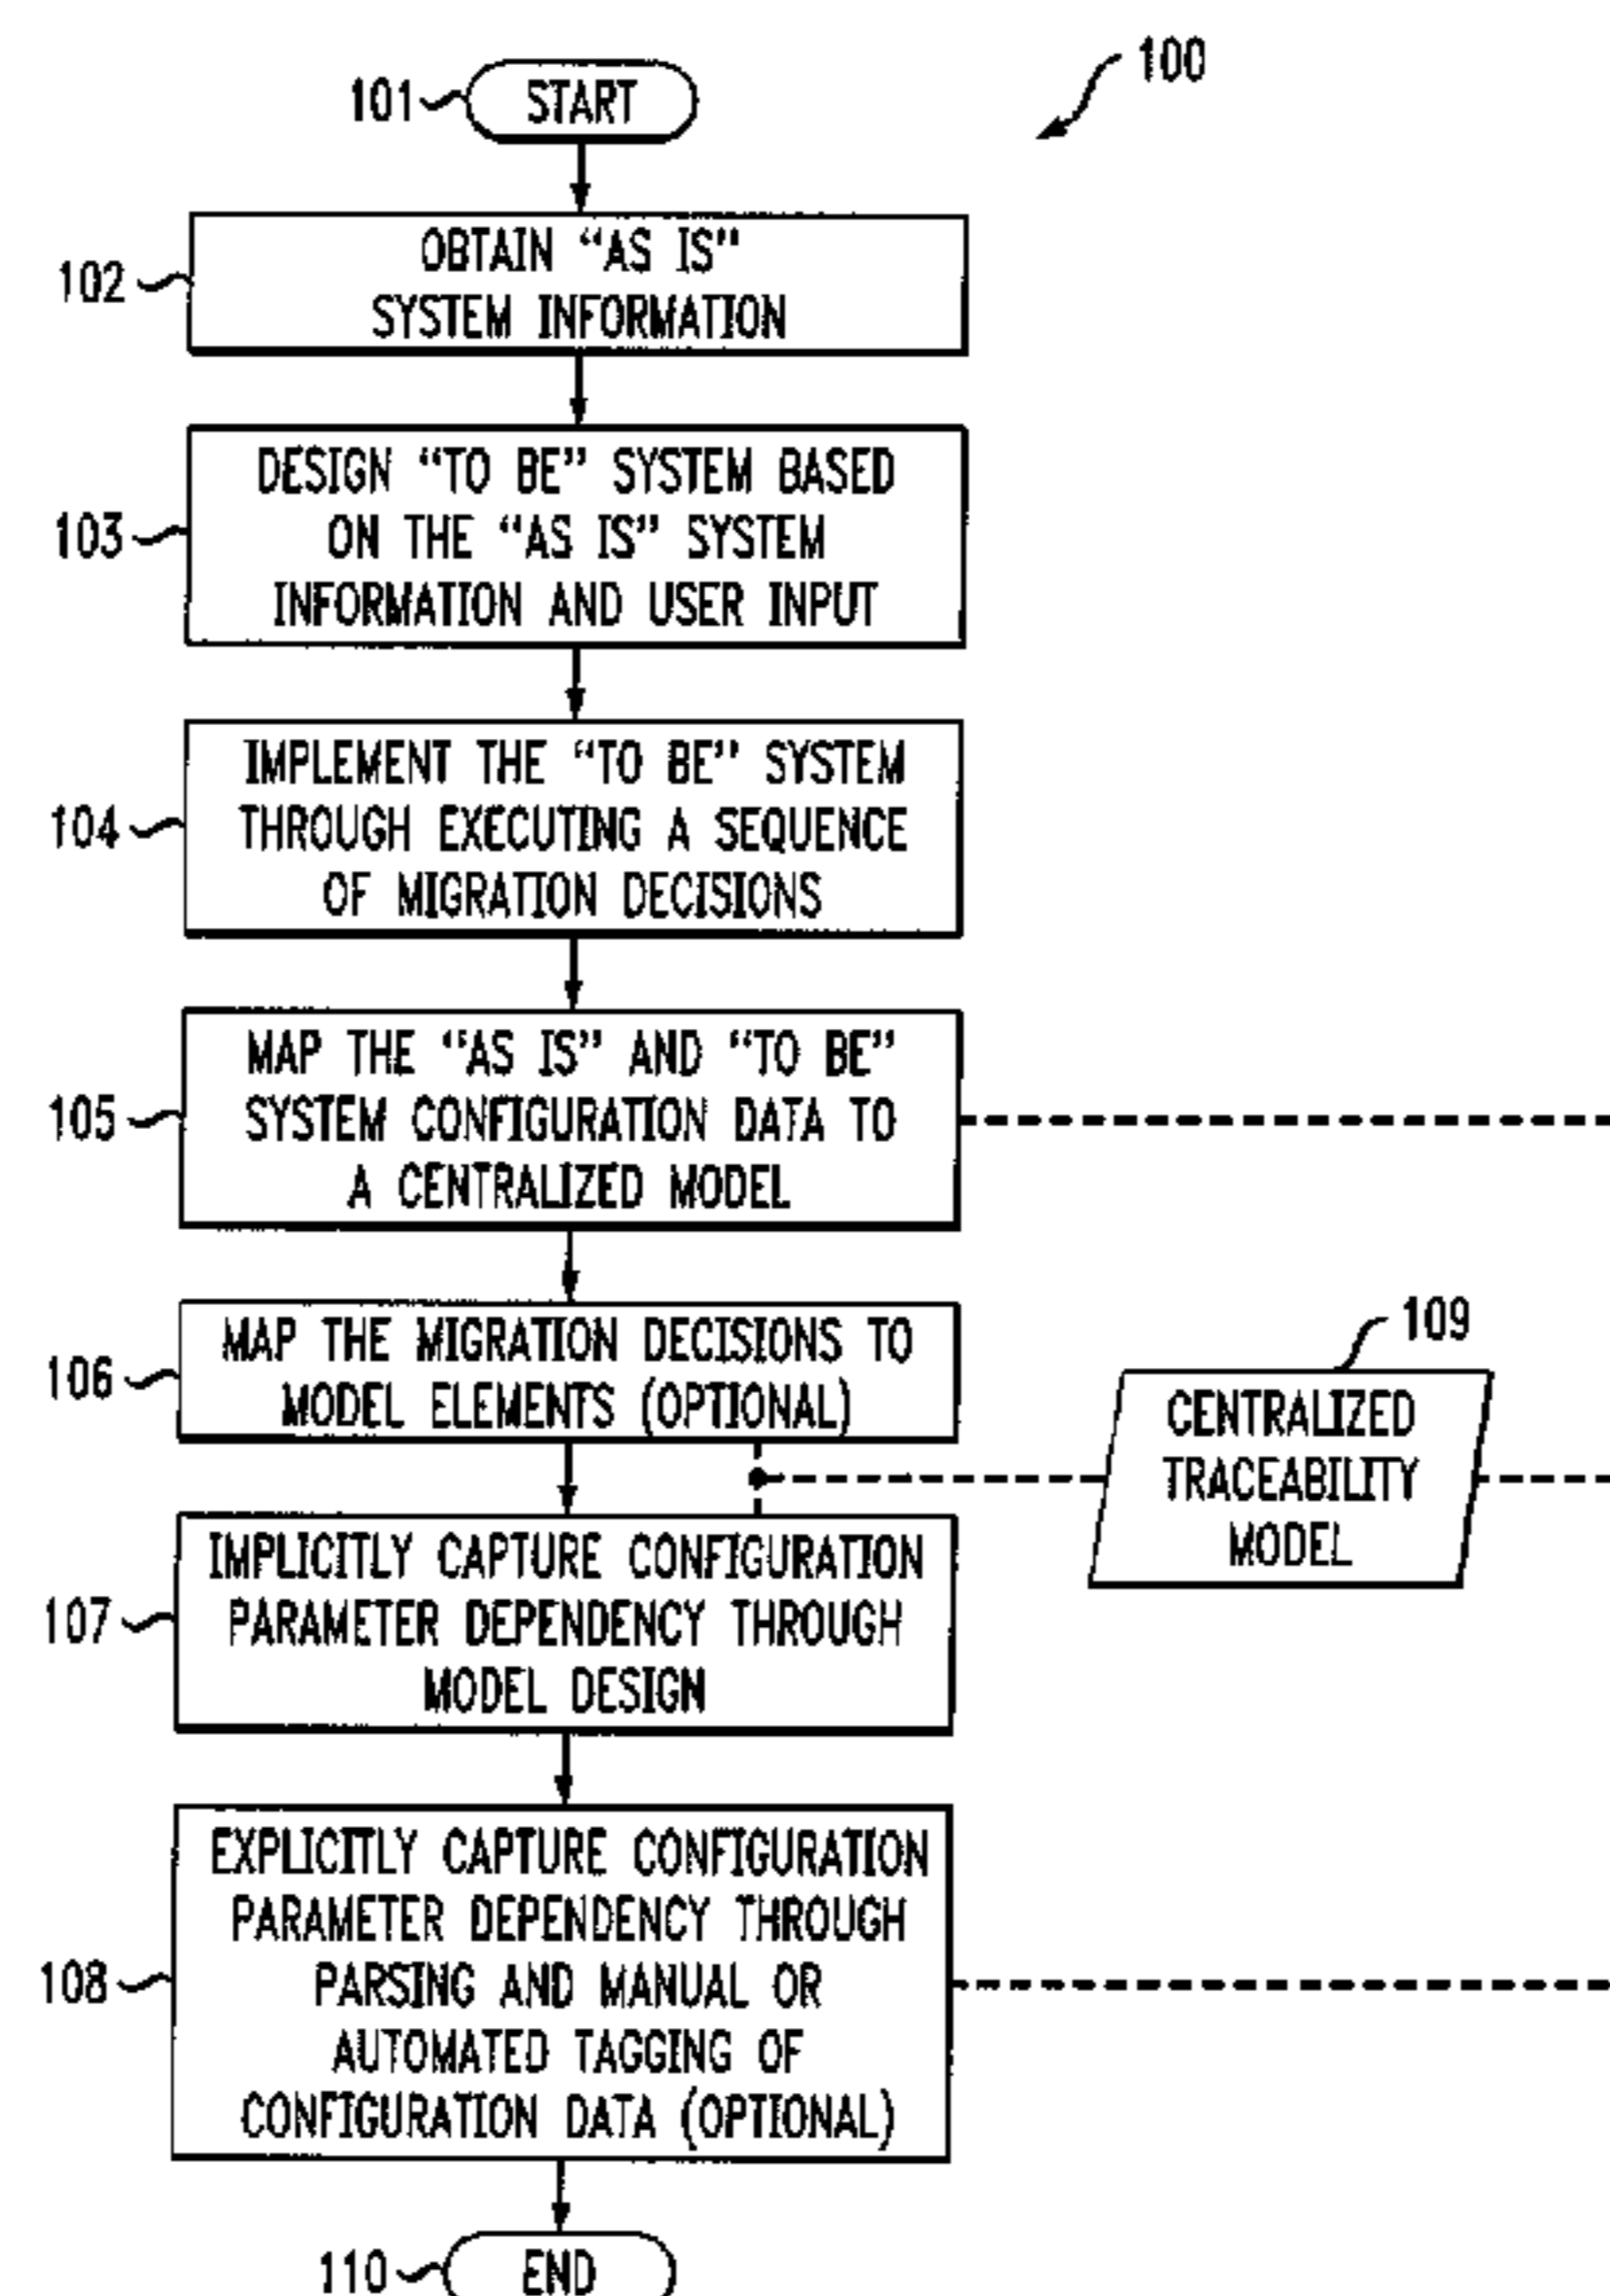 100
101
START
102
OBTAIN “AS IS”
SYSTEM INFORMATION
103
DESIGN “TO BE” SYSTEM BASED
ON THE “AS IS” SYSTEM
INFORMATION AND USER INPUT
104
IMPLEMENT THE “TO BE” SYSTEM
THROUGH EXECUTING A SEQUENCE
OF MIGRATION DECISIONS
105
MAP THE “AS IS” AND “TO BE”
SYSTEM CONFIGURATION DATA TO
A CENTRALIZED MODEL
106
MAP THE MIGRATION DECISIONS TO
MODEL ELEMENTS (OPTIONAL)
109
CENTRALIZED
TRACEABILITY
MODEL
107
IMPLICITLY CAPTURE CONFIGURATION
PARAMETER DEPENDENCY THROUGH
MODEL DESIGN
108
EXPLICITLY CAPTURE CONFIGURATION
PARAMETER DEPENDENCY THROUGH
PARSING AND MANUAL OR
AUTOMATED TAGGING OF
CONFIGURATION DATA (OPTIONAL)
110
END